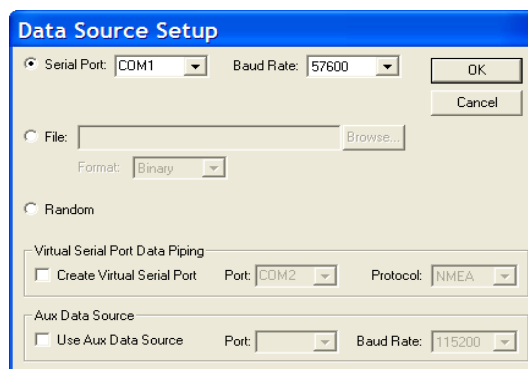 Data Source Setup
Serial Port: COM1 Baud Rate: 57600 OK
Cancel
File: Browse...
Format: Binary
Random
Virtual Serial Port Data Piping
Create Virtual Serial Port Port: COM2 Protocol: NMEA
Aux Data Source
Use Aux Data Source Port: Baud Rate: 115200